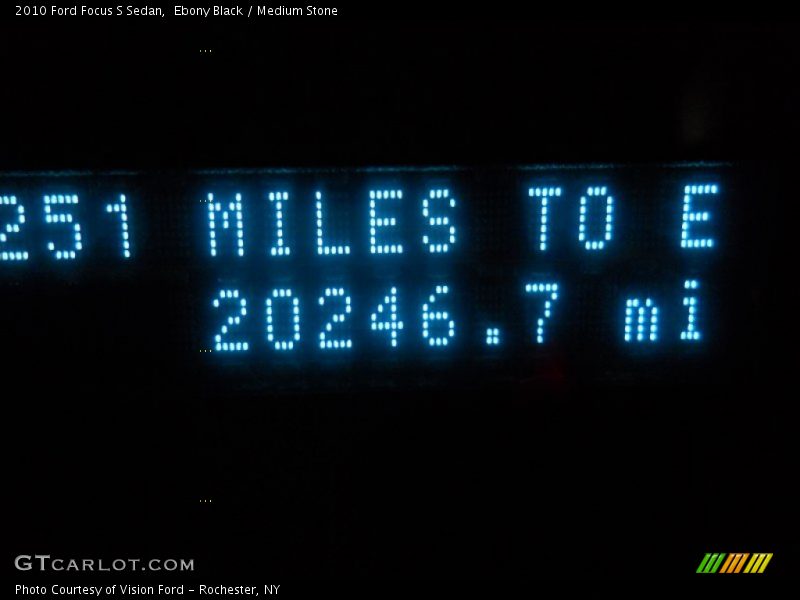 2010 Ford Focus S Sedan,  Ebony Black / Medium Stone
251 MILES TO E
20246.7 mi
GTCARLOT.COM
Photo Courtesy of Vision Ford - Rochester, NY